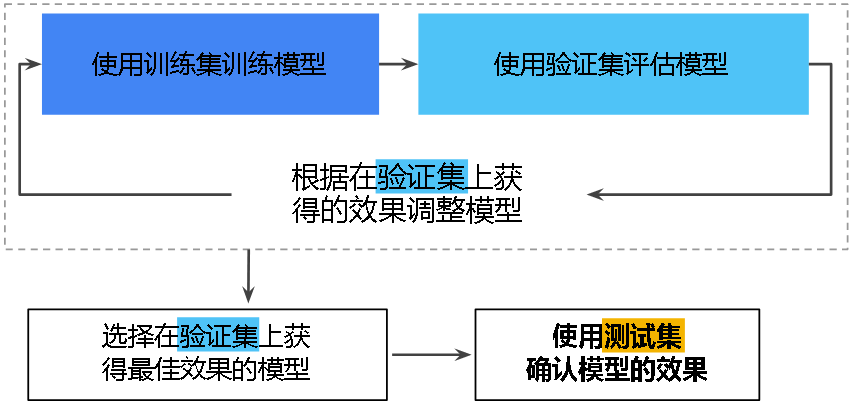 使用训练集训练模型
使用验证集评估模型
根据在验证集上获
得的效果调整模型
选择在验证集上获
得最佳效果的模型
使用测试集
确认模型的效果